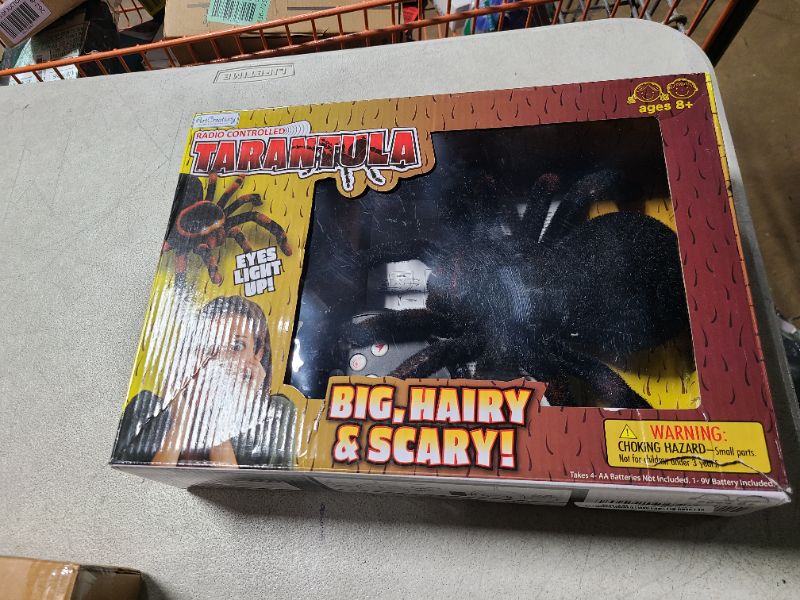 LIFETIME
ages 8+
RADIO CONTROLLED
TARANTULA
EYES
LIGHT
UP!
BIG, HAIRY
& SCARY!
WARNING:
CHOKING HAZARD—Small parts.
Not for children under 3 years.
Takes 4- AA Batteries Not Included. 1- 9V Battery Included.